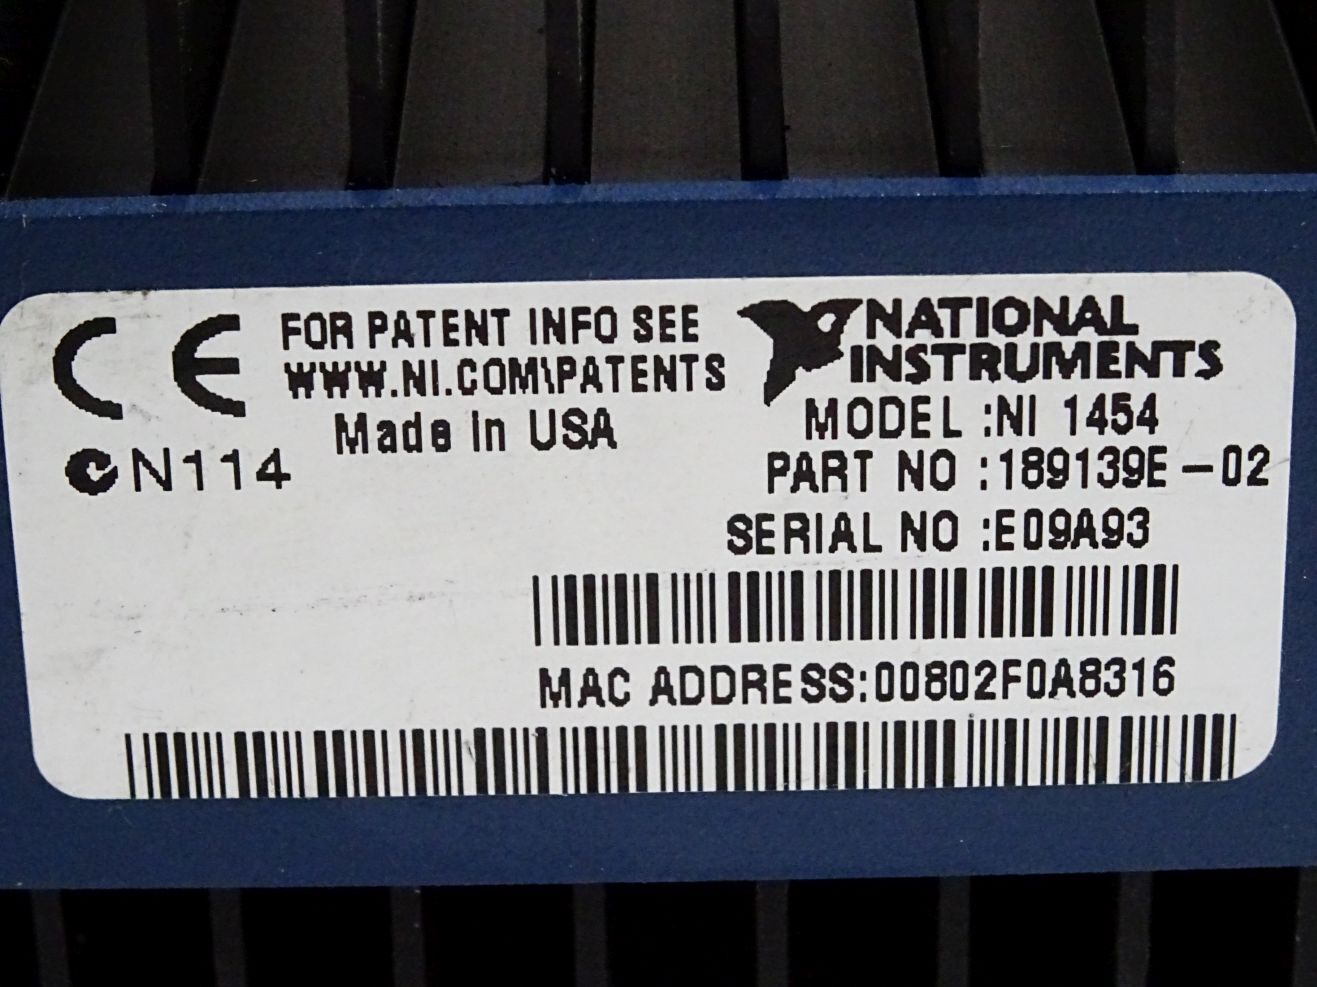 CE
FOR PATENT INFO SEE
WWW.NI.COM\PATENTS
Made in USA
N114
NATIONAL
INSTRUMENTS
MODEL :NI 1454
PART NO :189139E-02
SERIAL NO :E09A93
MAC ADDRESS:00802F0A8316